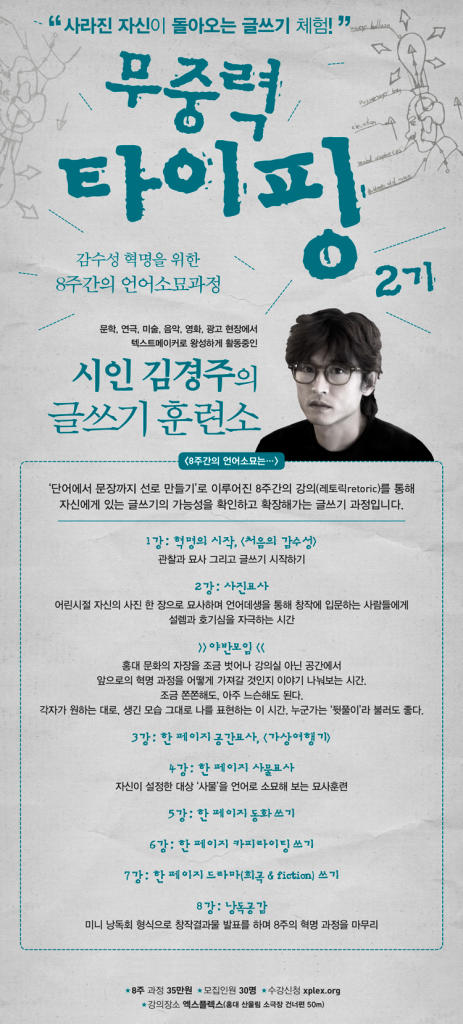 “ 사라진 자신이 돌아오는 글쓰기 체험! ”
무중력
타이핑
감수성 혁명을 위한
8주간의 언어소묘과정
2기
문학, 연극, 미술, 음악, 영화, 광고 현장에서
텍스트메이커로 왕성하게 활동중인
시인 김경주의
글쓰기 훈련소
<8주간의 언어소묘는…>
‘단어에서 문장까지 선로 만들기’로 이루어진 8주간의 강의(레토릭retoric)를 통해
자신에게 있는 글쓰기의 가능성을 확인하고 확장해가는 글쓰기 과정입니다.
1강: 혁명의 시작, <처음의 감수성>
관찰과 묘사 그리고 글쓰기 시작하기
2강: 사진묘사
어린시절 자신의 사진 한 장으로 묘사하며 언어데생을 통해 창작에 입문하는 사람들에게
설렘과 호기심을 자극하는 시간
>> 야반모임 <<
홍대 문화의 자장을 조금 벗어나 강의실 아닌 공간에서
앞으로의 혁명 과정을 어떻게 가져갈 것인지 이야기 나눠보는 시간.
조금 쫀쫀해도, 아주 느슨해도 된다.
각자가 원하는 대로, 생긴 모습 그대로 나를 표현하는 이 시간, 누군가는 ‘뒷풀이’라 불러도 좋다.
3강: 한 페이지 공간묘사, <가상여행기>
4강: 한 페이지 사물묘사
자신이 설정한 대상 ‘사물’을 언어로 소묘해 보는 묘사훈련
5강: 한 페이지 동화 쓰기
6강: 한 페이지 카피라이팅 쓰기
7강: 한 페이지 드라마(희곡 & fiction) 쓰기
8강: 낭독공감
미니 낭독회 형식으로 창작결과물 발표를 하며 8주의 혁명 과정을 마무리
★8주 과정 35만원 ★모집인원 30명 ★수강신청 xplex.org
★강의장소 엑스플렉스(홍대 산울림 소극장 건너편 50m)